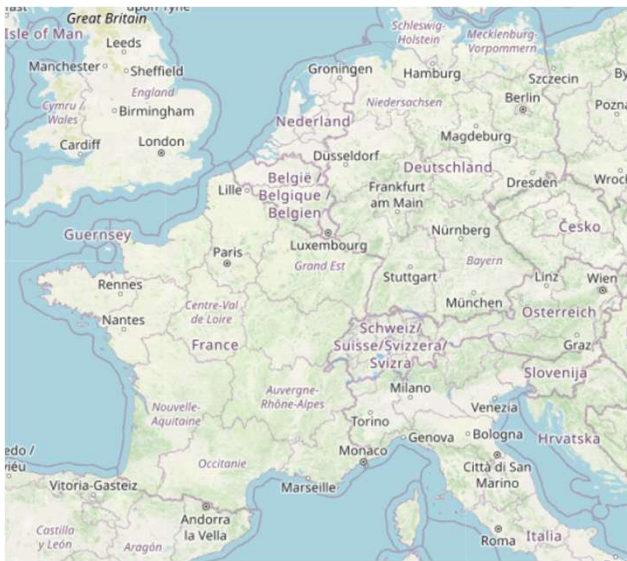 upon Tyne
Great Britain
Isle of Man
Leeds
Manchester
Sheffield
England
Cymru /
Wales
Birmingham
Cardiff
London
Schleswig-
Holstein
Mecklenburg-
Vorpommern
Groningen
Hamburg
Szczecin
Niedersachsen
Berlin
Nederland
Magdeburg
Düsseldorf
Deutschland
Lille
België /
Belgique /
Belgien
Frankfurt
am Main
Dresden
Guernsey
Luxembourg
Nürnberg
Česko
Paris
Grand Est
Stuttgart
Bayern
Linz
Wien
Rennes
Centre-Val
de Loire
München
Österreich
Nantes
France
Schweiz/
Suisse/Svizzera/
Svizra
Graz
Slovenija
Auvergne-
Rhône-Alpes
Milano
Nouvelle-
Aquitaine
Torino
Venezia
Genova
Bologna
Hrvatska
Occitanie
Monaco
Città di San
Marino
Vitoria-Gasteiz
Marseille
Andorra
la Vella
Castilla
y León
Aragón
Roma
Italia